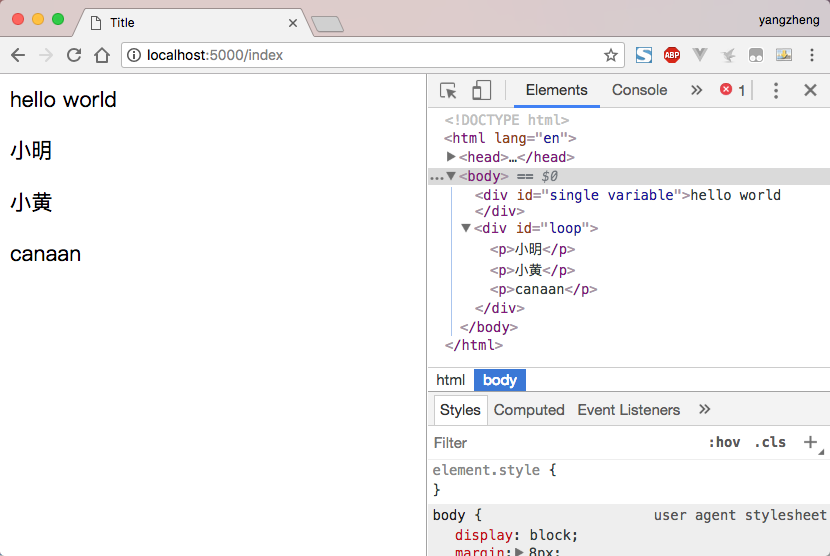 Title
yangzheng
localhost:5000/index
ABP
hello world
小明
小黄
canaan
Elements
Console
1
<!DOCTYPE html>
<html lang="en">
<head>…</head>
<body> == $0
<div id="single variable">hello world
</div>
<div id="loop">
<p>小明</p>
<p>小黄</p>
<p>canaan</p>
</div>
</body>
</html>
html body
Styles Computed Event Listeners
Filter :hov .cls
element.style {
}
body { user agent stylesheet
display: block;
margin: 8px;